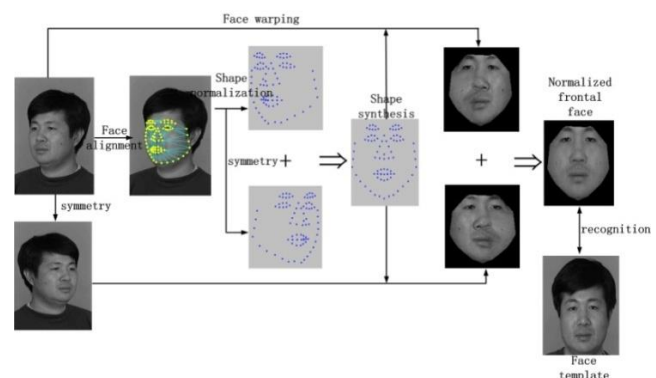 Face warping
Shape
normalization
Face
alignment
symmetry
symmetry
Shape
synthesis
Normalized
frontal
face
recognition
Face
template